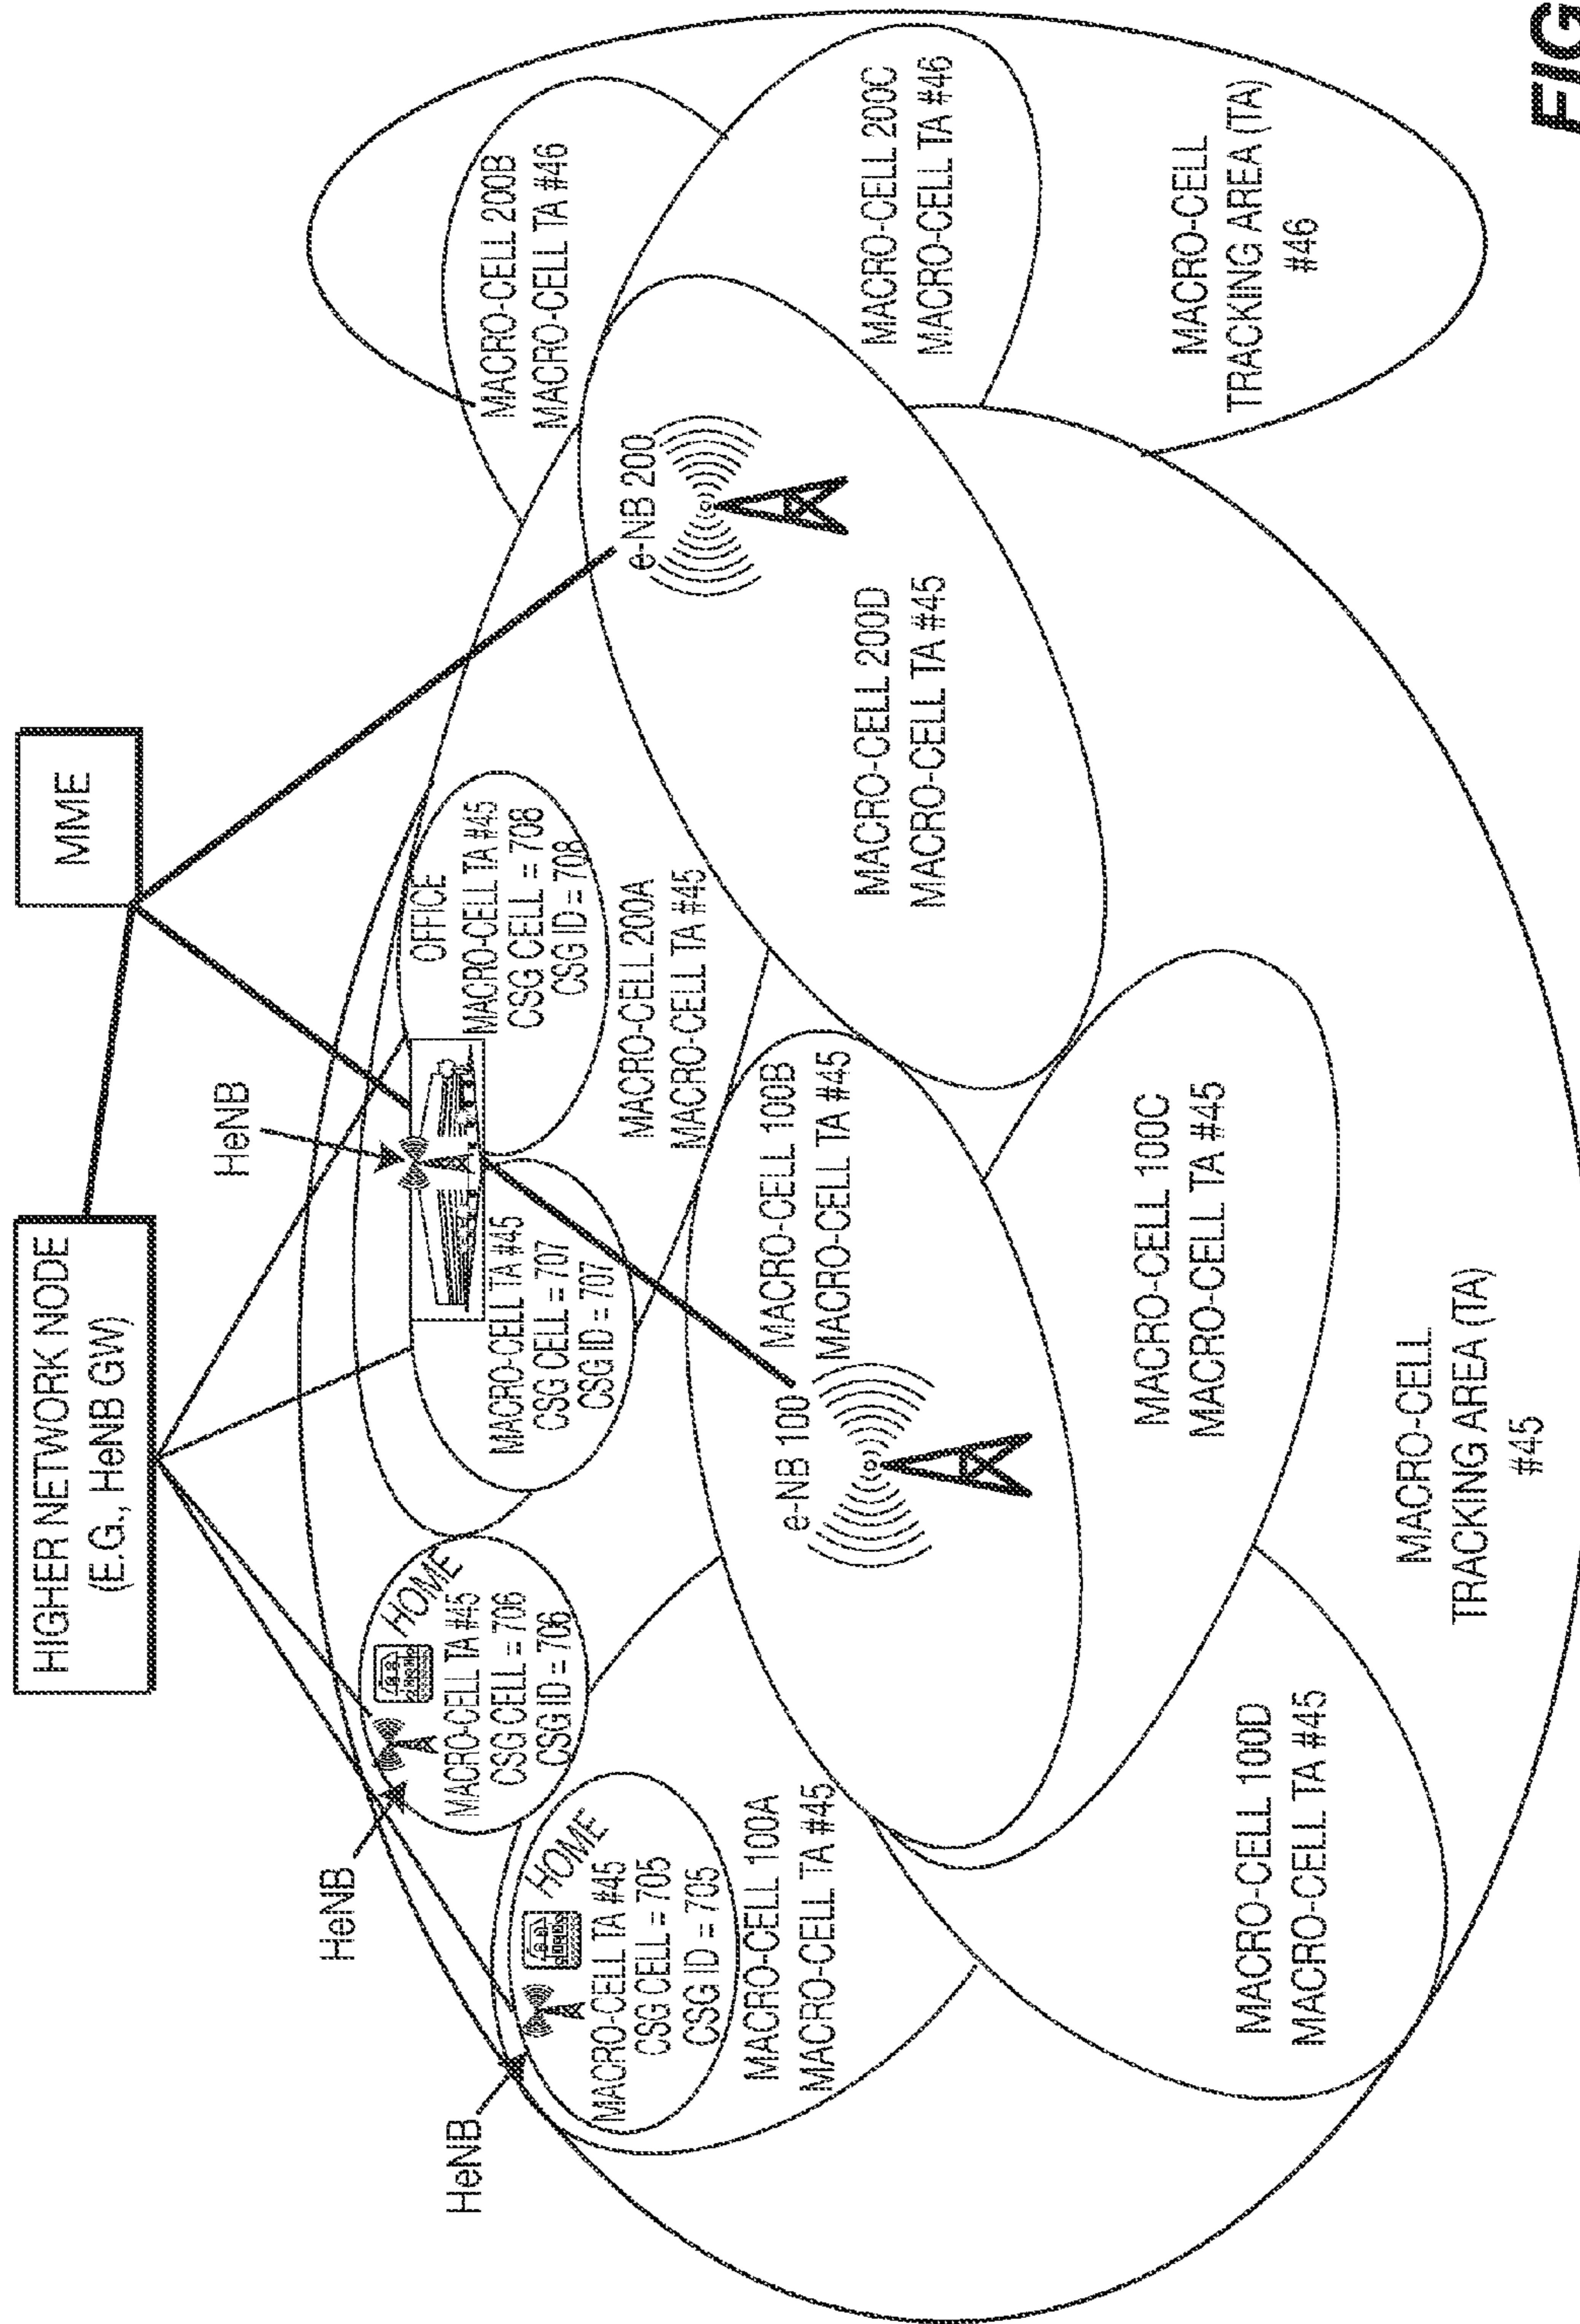 HIGHER NETWORK NODE
(E.G., HeNB GW)
MME
HeNB
HeNB
HeNB
HOME
MACRO-CELL TA #45
CSG CELL = 705
CSG ID = 705
HOME
MACRO-CELL TA #45
CSG CELL = 706
CSG ID = 706
MACRO-CELL TA #45
CSG CELL = 707
CSG ID = 707
OFFICE
MACRO-CELL TA #45
CSG CELL = 708
CSG ID = 708
MACRO-CELL 100A
MACRO-CELL TA #45
MACRO-CELL 200A
MACRO-CELL TA #45
MACRO-CELL 200B
MACRO-CELL TA #46
e-NB 100
MACRO-CELL 100B
MACRO-CELL TA #45
e-NB 200
MACRO-CELL 200D
MACRO-CELL TA #45
MACRO-CELL 200C
MACRO-CELL TA #46
MACRO-CELL 100C
MACRO-CELL TA #45
MACRO-CELL 100D
MACRO-CELL TA #45
MACRO-CELL
TRACKING AREA (TA)
#45
MACRO-CELL
TRACKING AREA (TA)
#46
FIG